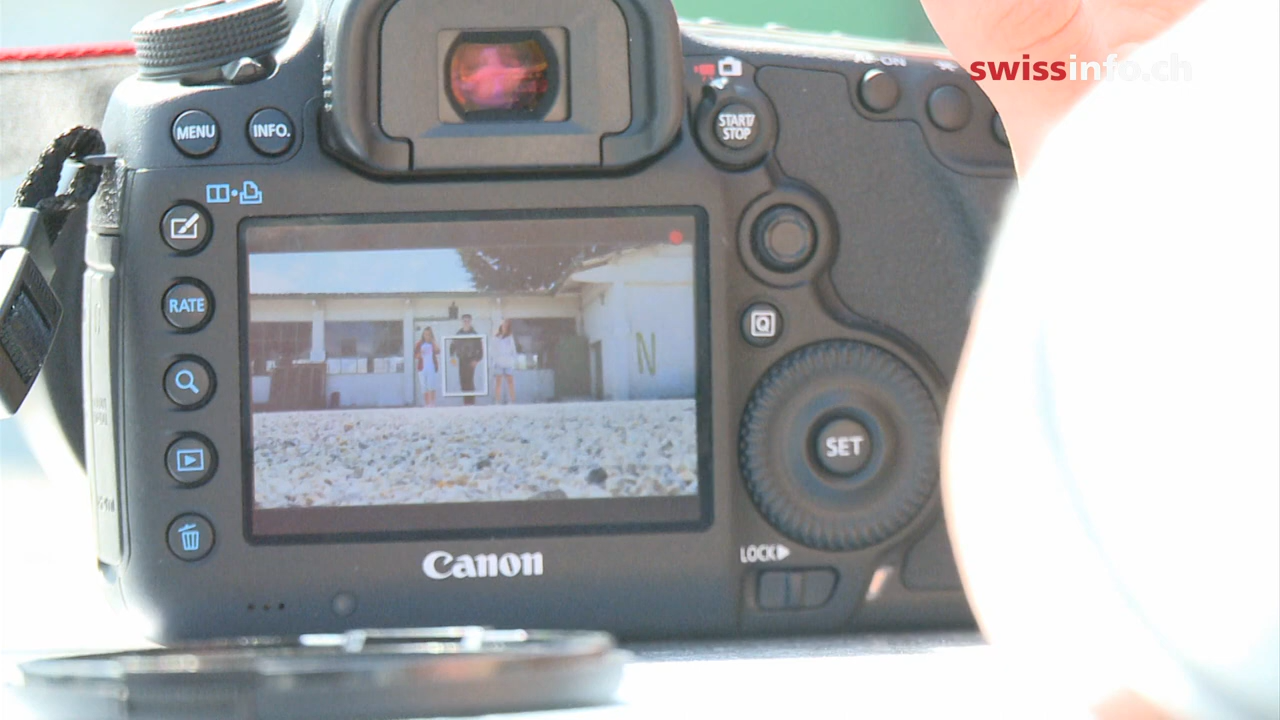 swissinfo.ch
MENU
INFO.
START/
STOP
RATE
Q
N
SET
Canon
LOCK